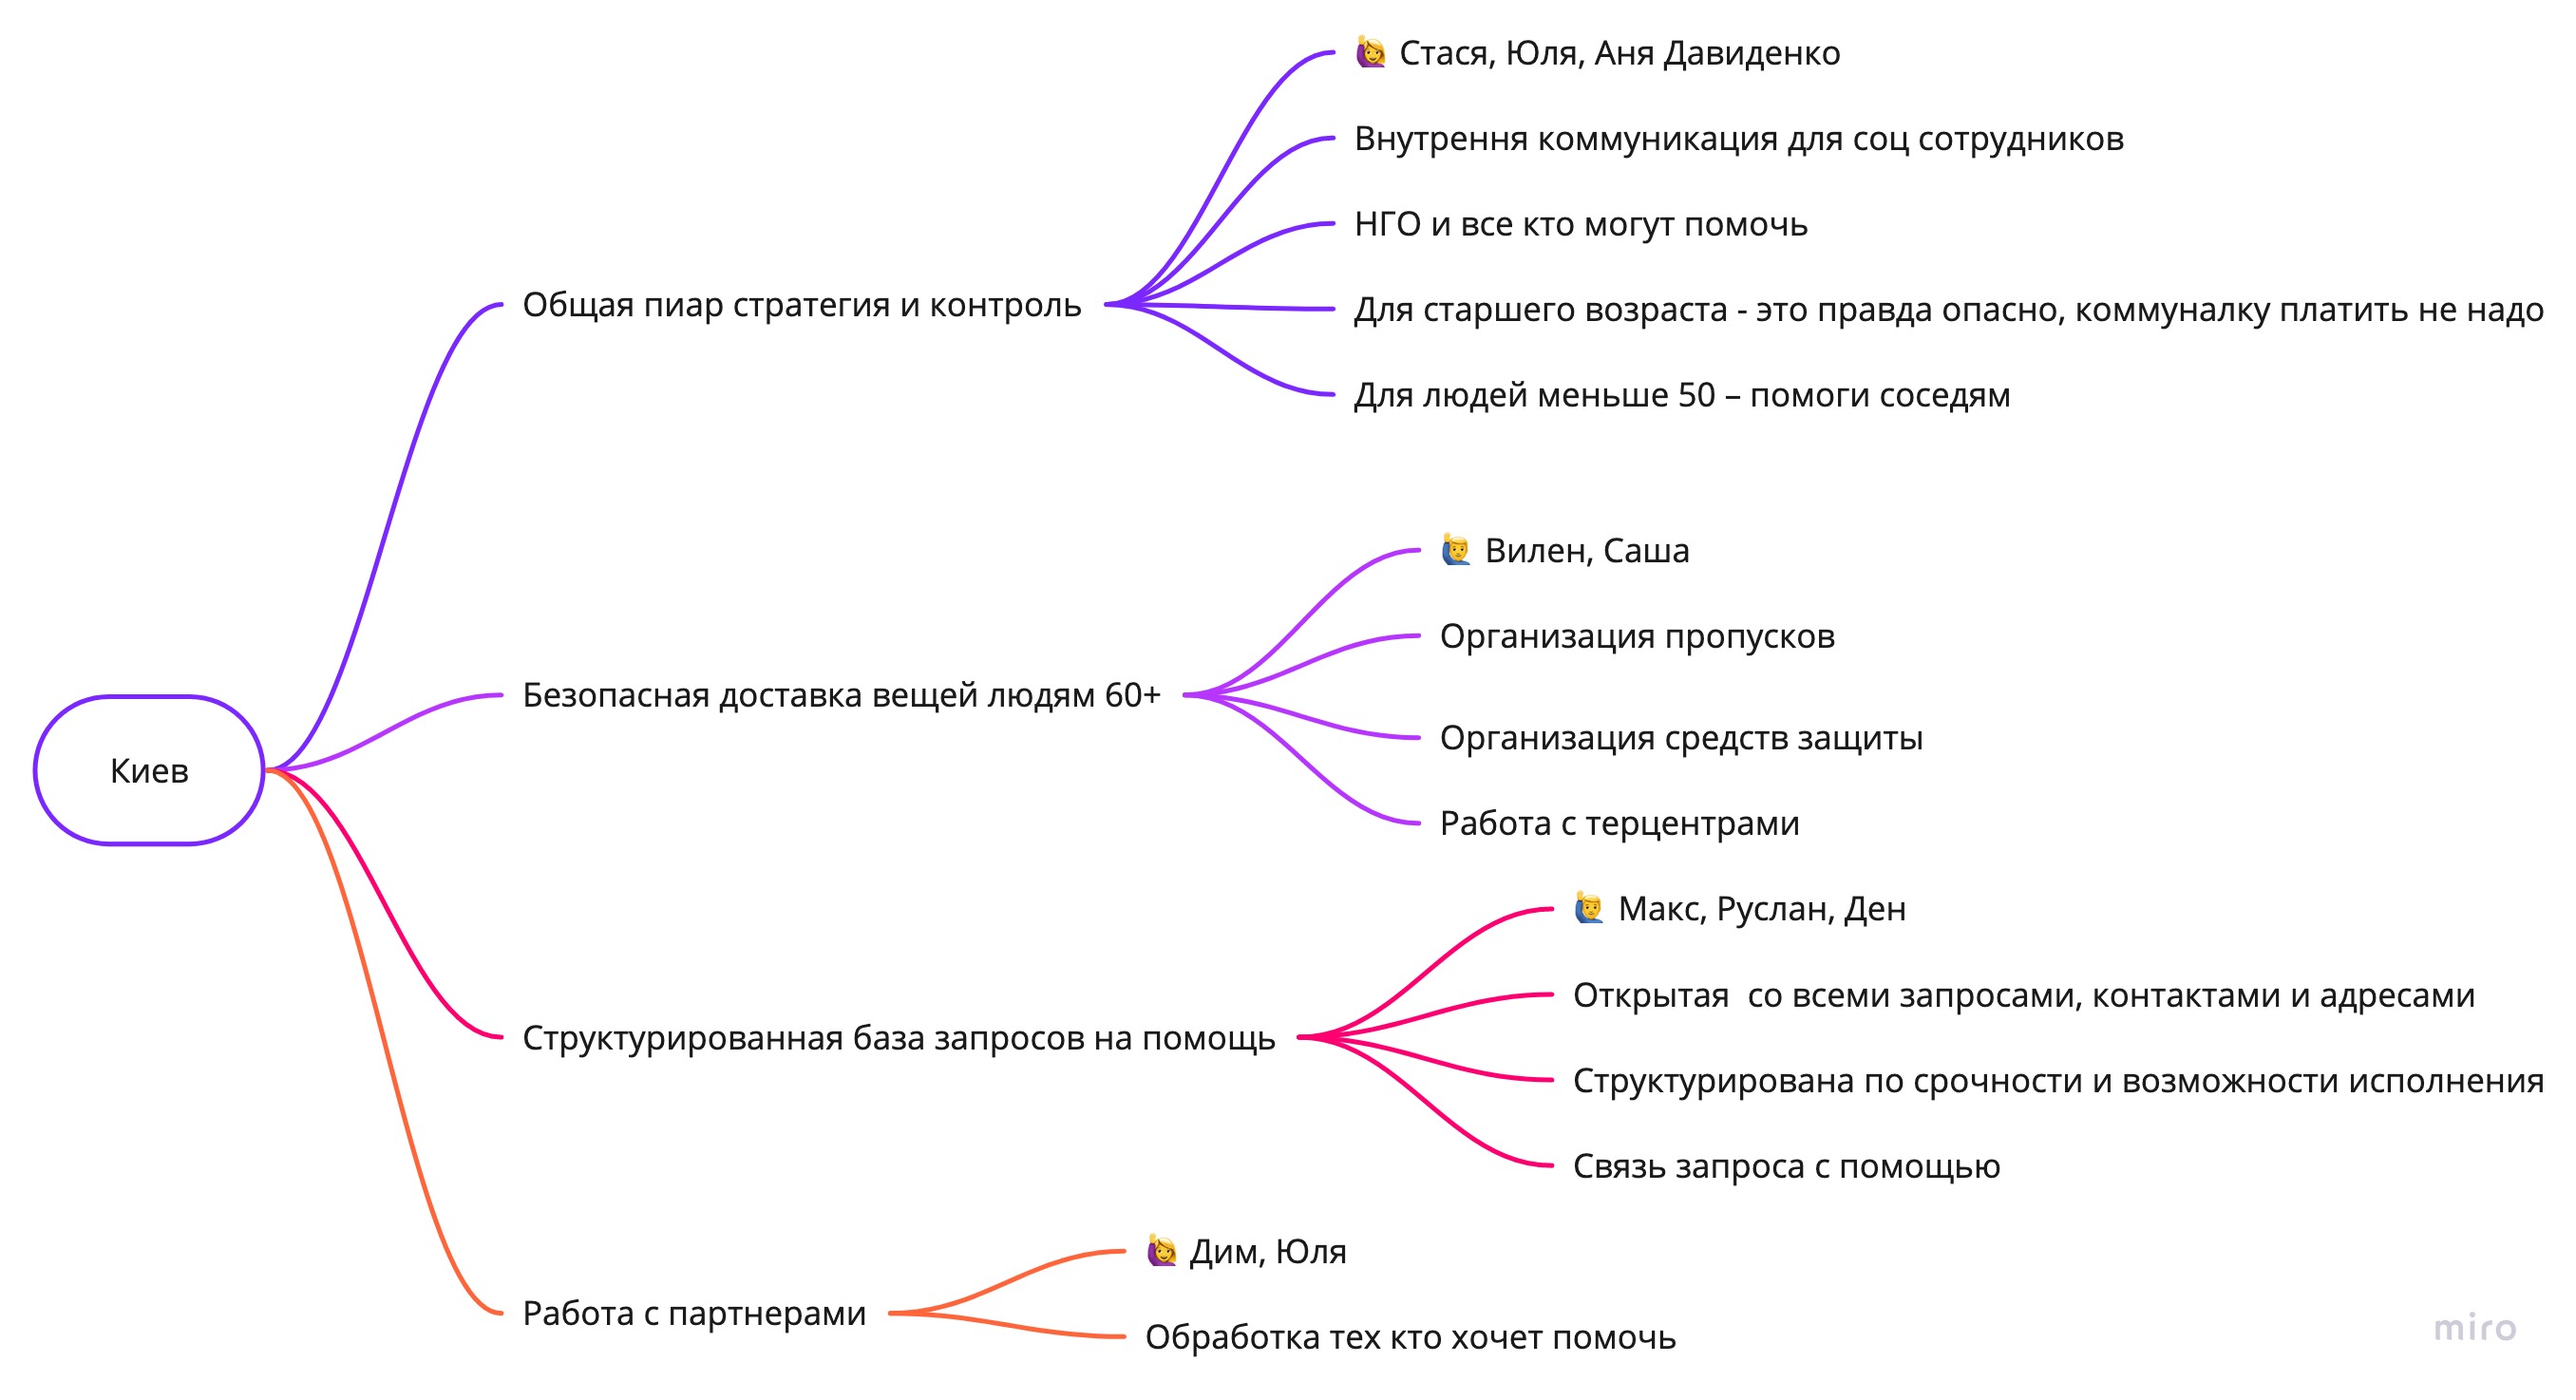 Киев
Общая пиар стратегия и контроль
🙋‍♀️ Стася, Юля, Аня Давиденко
Внутрення коммуникация для соц сотрудников
НГО и все кто могут помочь
Для старшего возраста - это правда опасно, коммуналку платить не надо
Для людей меньше 50 – помоги соседям
Безопасная доставка вещей людям 60+
🙋‍♂️ Вилен, Саша
Организация пропусков
Организация средств защиты
Работа с терцентрами
Структурированная база запросов на помощь
🙋‍♂️ Макс, Руслан, Ден
Открытая  со всеми запросами, контактами и адресами
Структурирована по срочности и возможности исполнения
Связь запроса с помощью
Работа с партнерами
🙋‍♀️ Дим, Юля
Обработка тех кто хочет помочь
miro